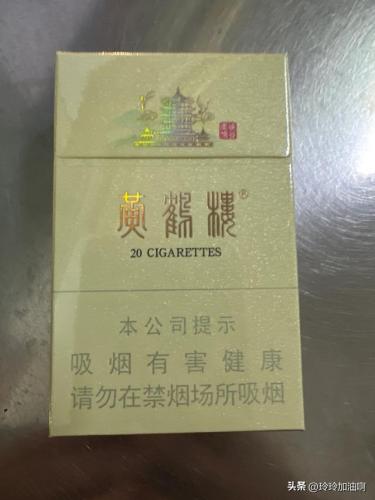 黄鹤楼®
20 CIGARETTES
本公司提示
吸烟有害健康
请勿在禁烟场所吸烟
头条 @玲玲加油啊